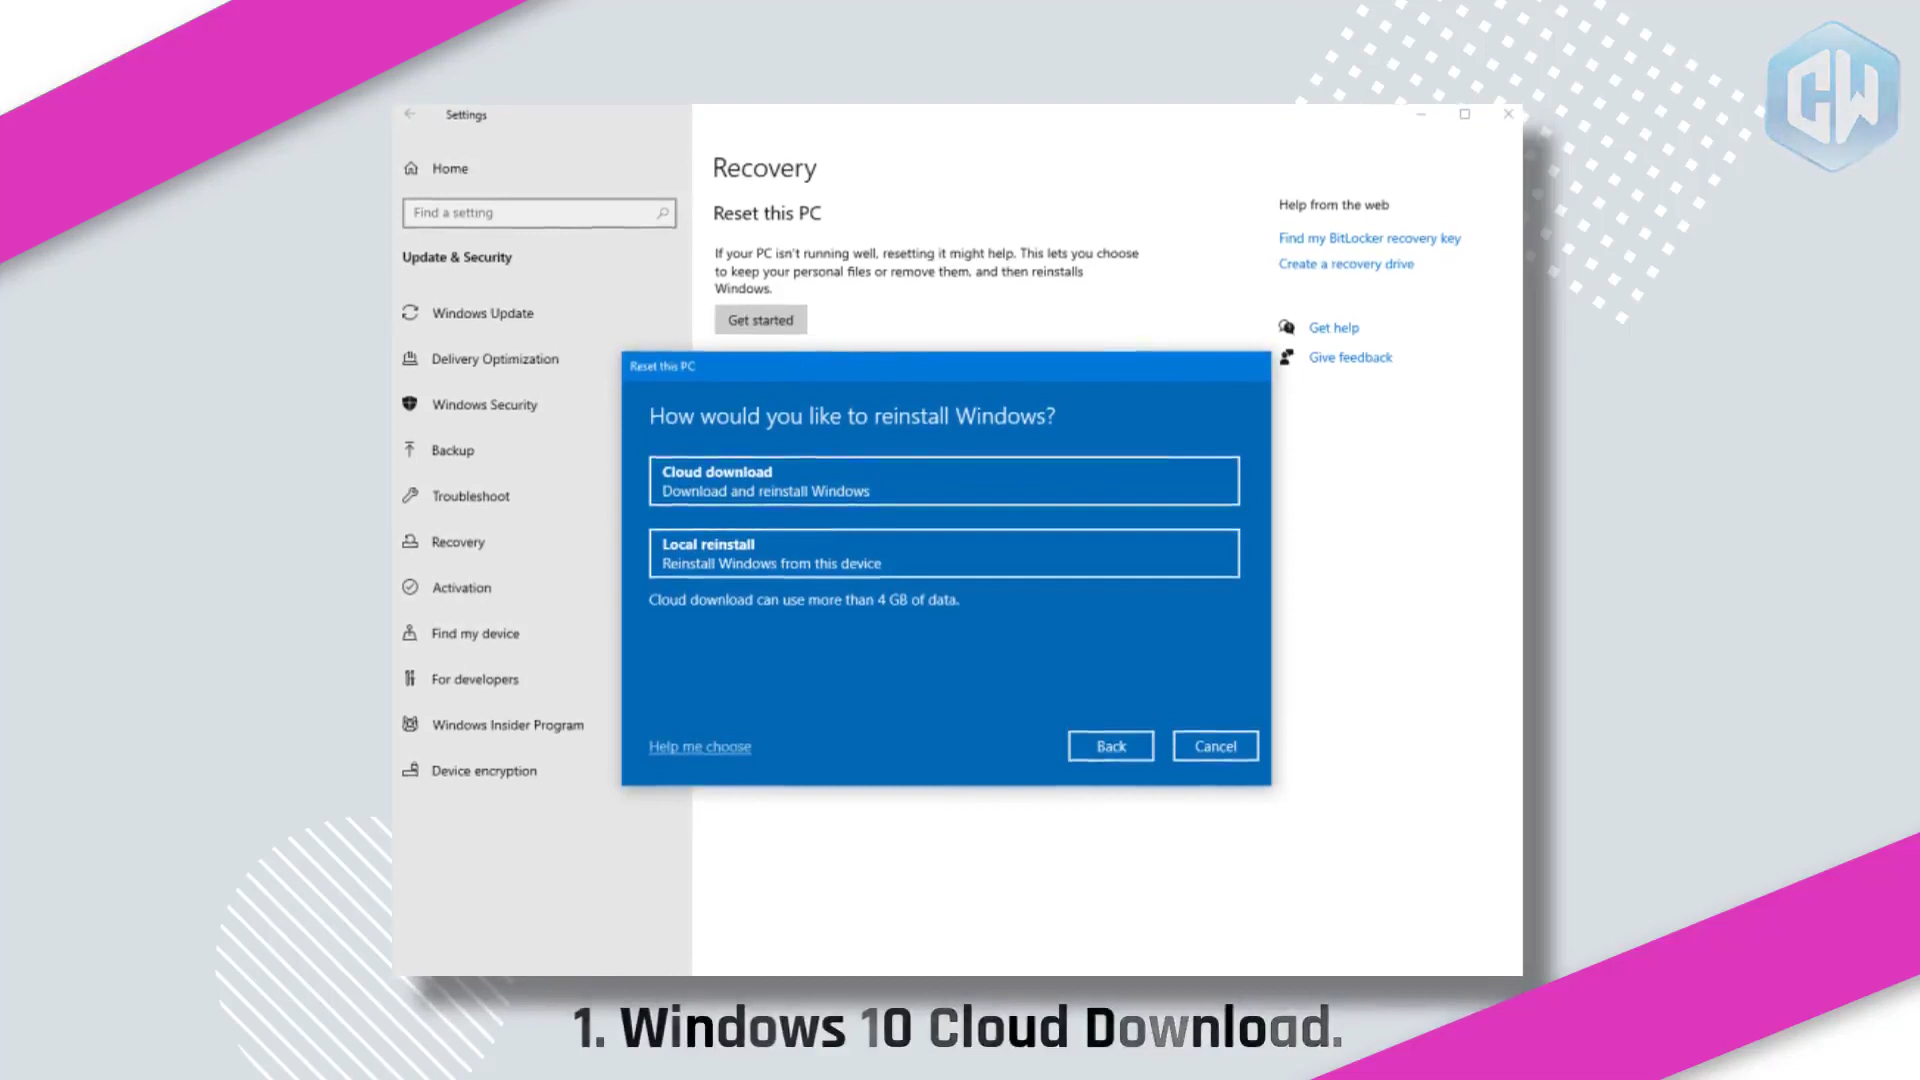 CW
Settings
Home
Find a setting
Update & Security
Windows Update
Delivery Optimization
Windows Security
Backup
Troubleshoot
Recovery
Activation
Find my device
For developers
Windows Insider Program
Device encryption
Recovery
Reset this PC
If your PC isn't running well, resetting it might help. This lets you choose
to keep your personal files or remove them, and then reinstalls
Windows.
Get started
Help from the web
Find my BitLocker recovery key
Create a recovery drive
Get help
Give feedback
Reset this PC
How would you like to reinstall Windows?
Cloud download
Download and reinstall Windows
Local reinstall
Reinstall Windows from this device
Cloud download can use more than 4 GB of data.
Help me choose
Back
Cancel
1. Windows 10 Cloud Download.